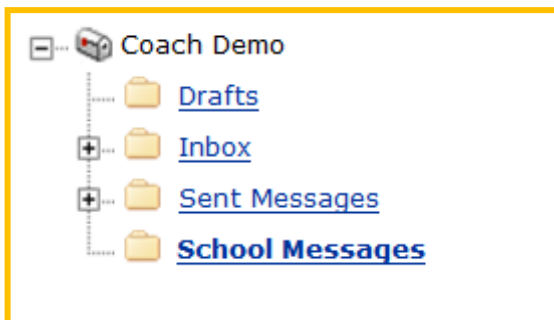 Coach Demo
Drafts
Inbox
Sent Messages
School Messages